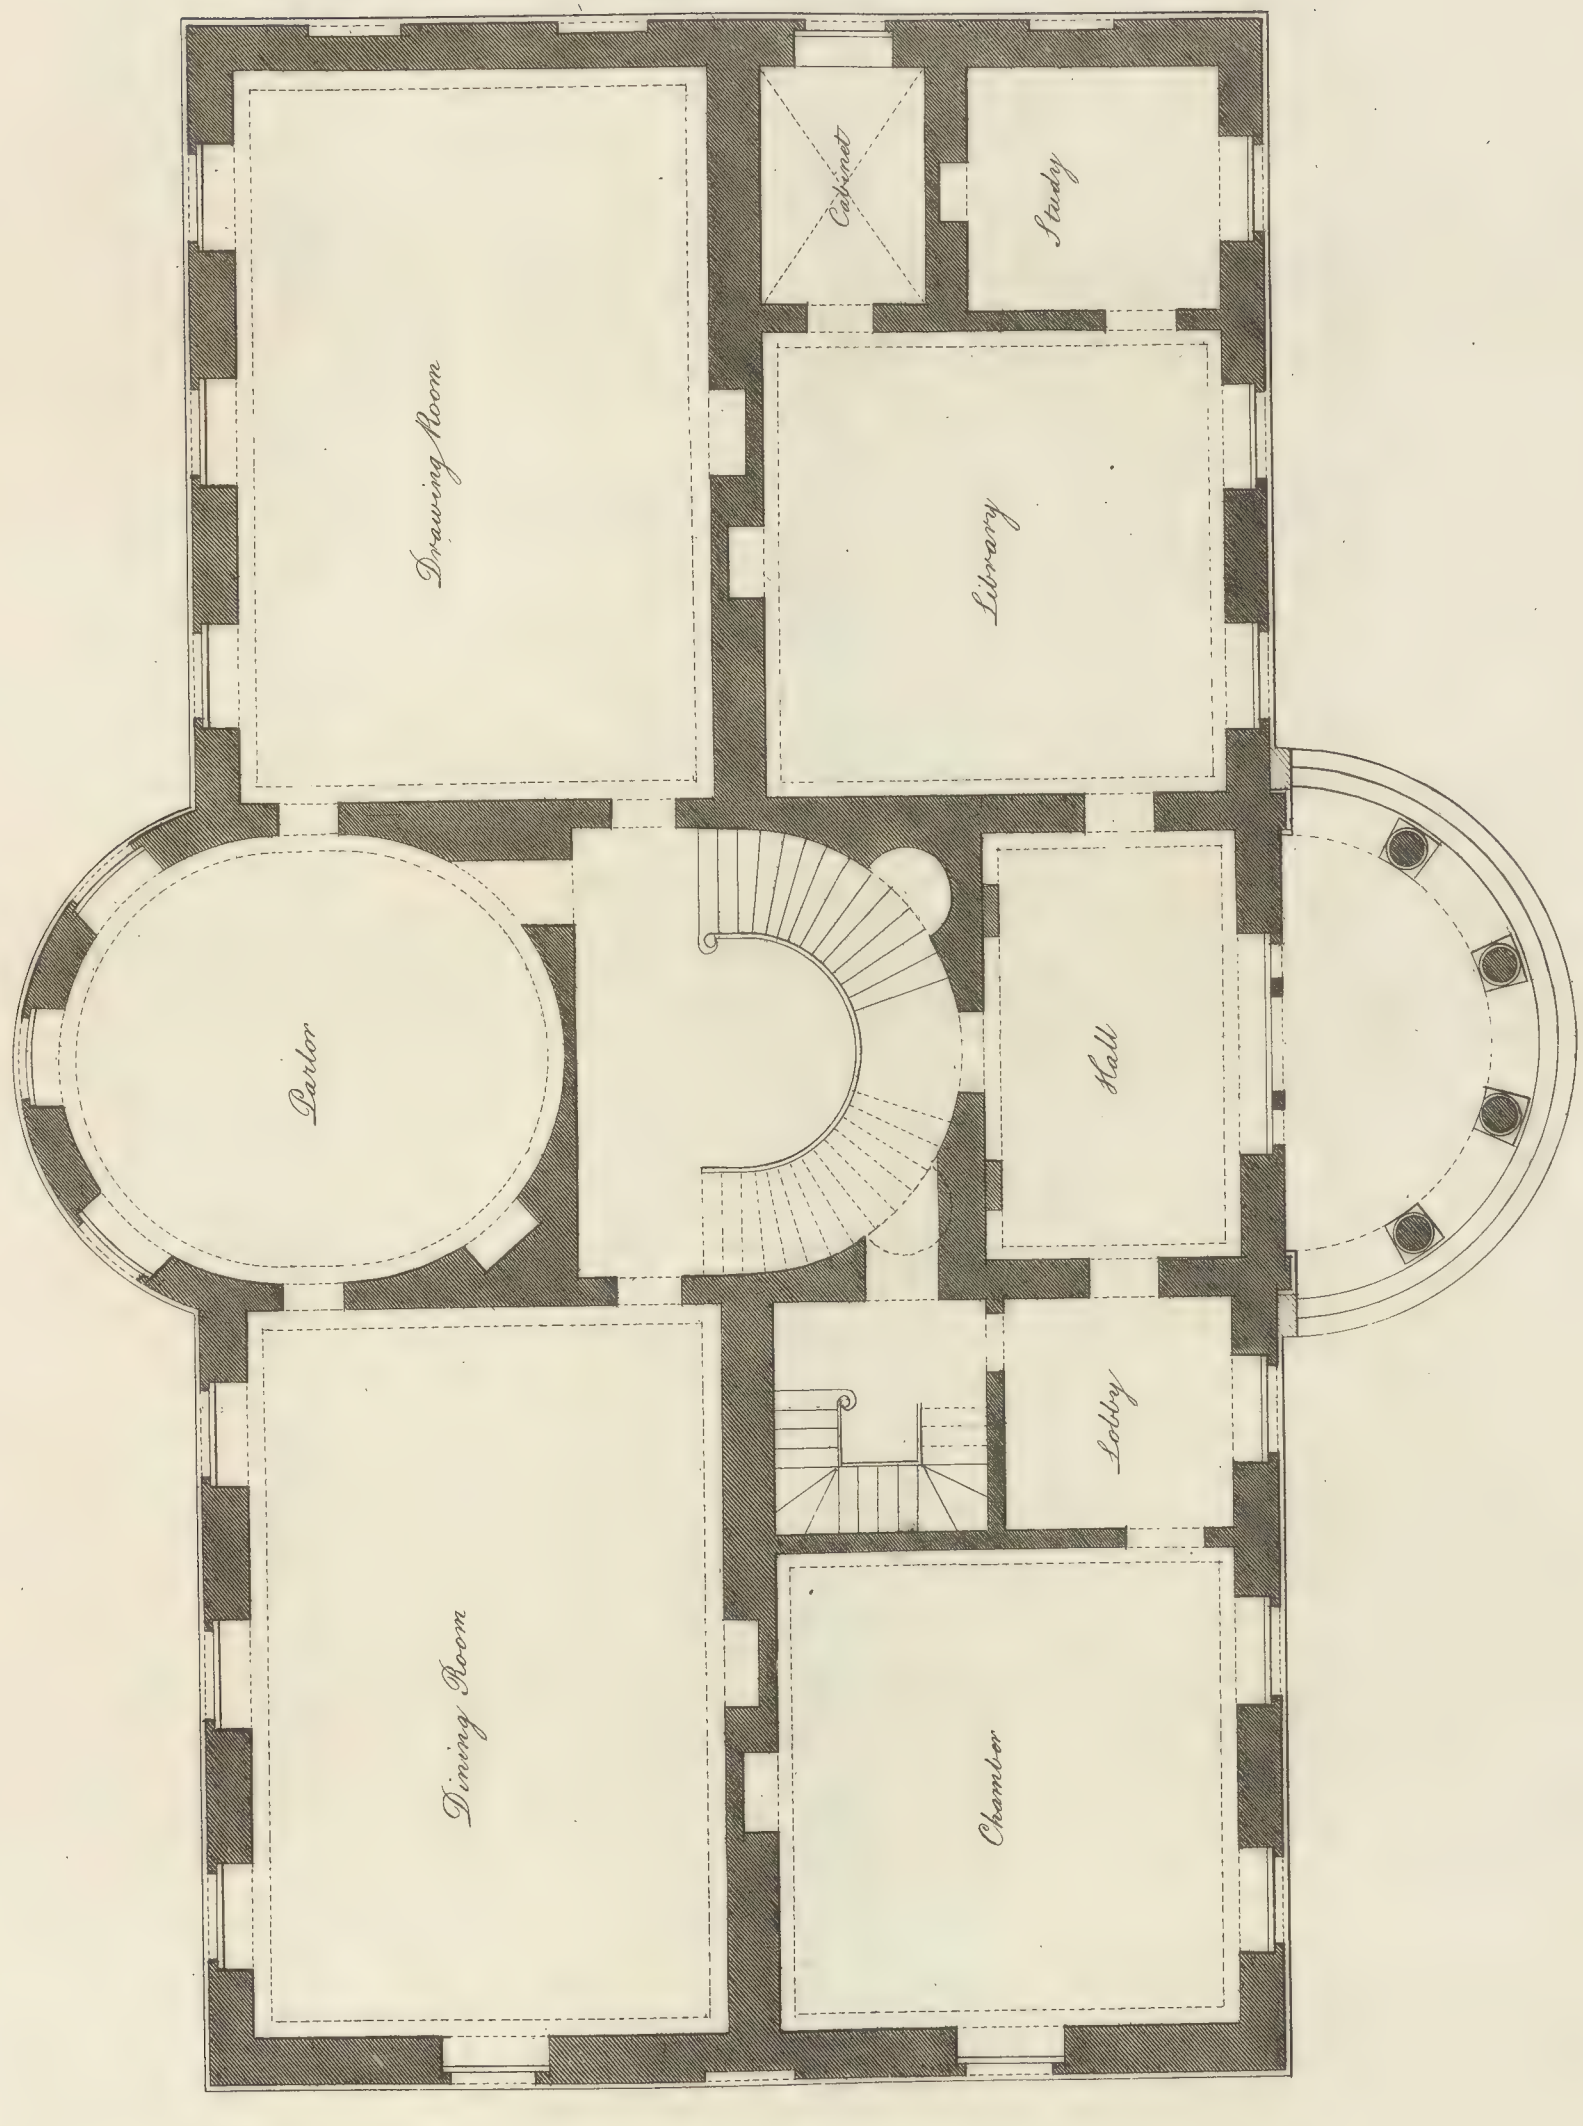 Cabinet
Study
Drawing Room
Library
Parlor
Hall
Lobby
Dining Room
Chamber